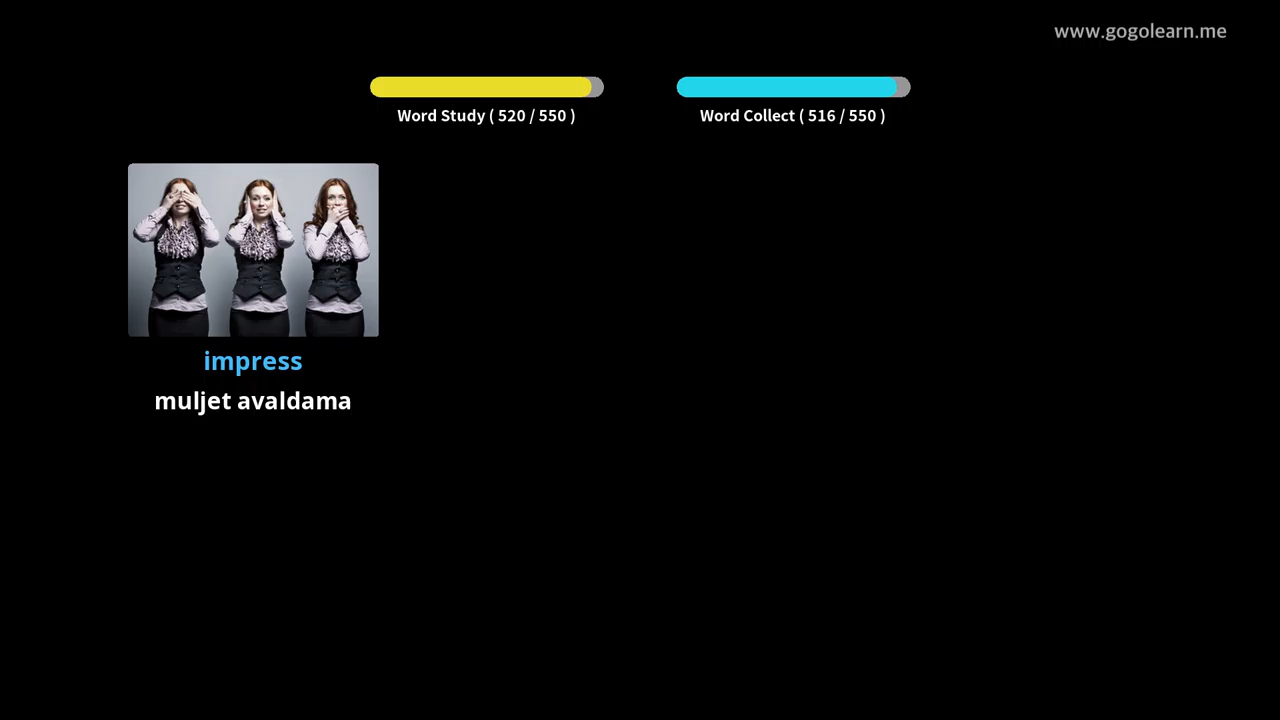 www.gogolearn.me
Word Study ( 520 / 550 )
Word Collect ( 516 / 550 )
impress
muljet avaldama